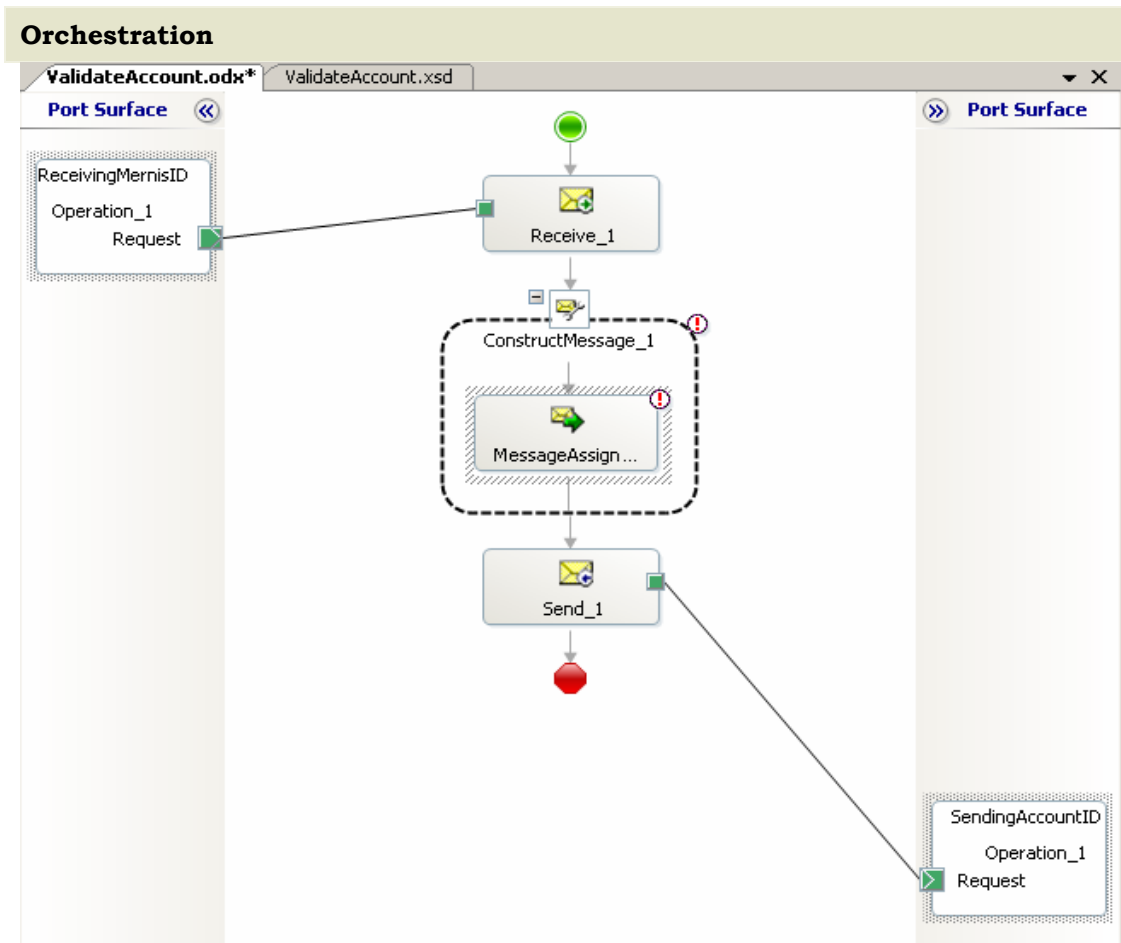 Orchestration
ValidateAccount.odx* ValidateAccount.xsd
Port Surface
Port Surface
ReceivingMernisID
Operation_1
Request
Receive_1
ConstructMessage_1
MessageAssign...
Send_1
SendingAccountID
Operation_1
Request